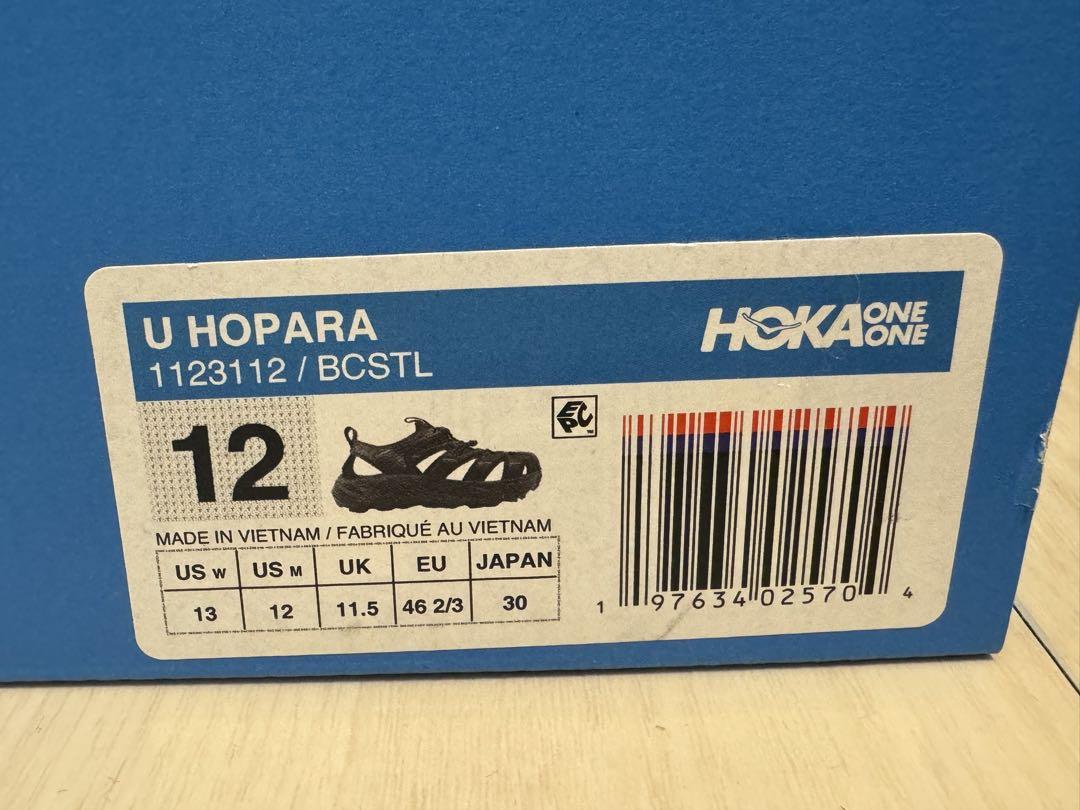 U HOPARA
1123112 / BCSTL
HOKA ONE ONE
12
EPC
MADE IN VIETNAM / FABRIQUÉ AU VIETNAM
US W US M UK EU JAPAN
13 12 11.5 46 2/3 30
1 97634 02570 4